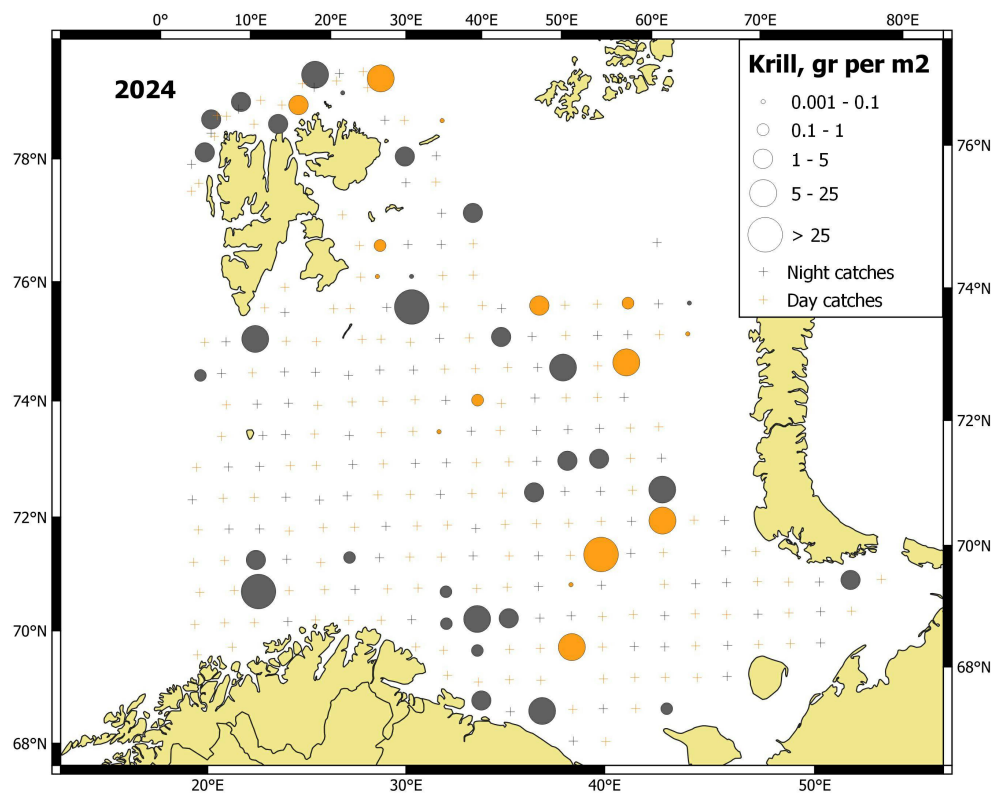 0° 10°E 20°E 30°E 40°E 50°E 60°E 70°E 80°E
2024
Krill, gr per m2
0.001 - 0.1
0.1 - 1
1 - 5
5 - 25
> 25
Night catches
Day catches
78°N 76°N
76°N 74°N
74°N 72°N
72°N 70°N
70°N 68°N
68°N
20°E 30°E 40°E 50°E